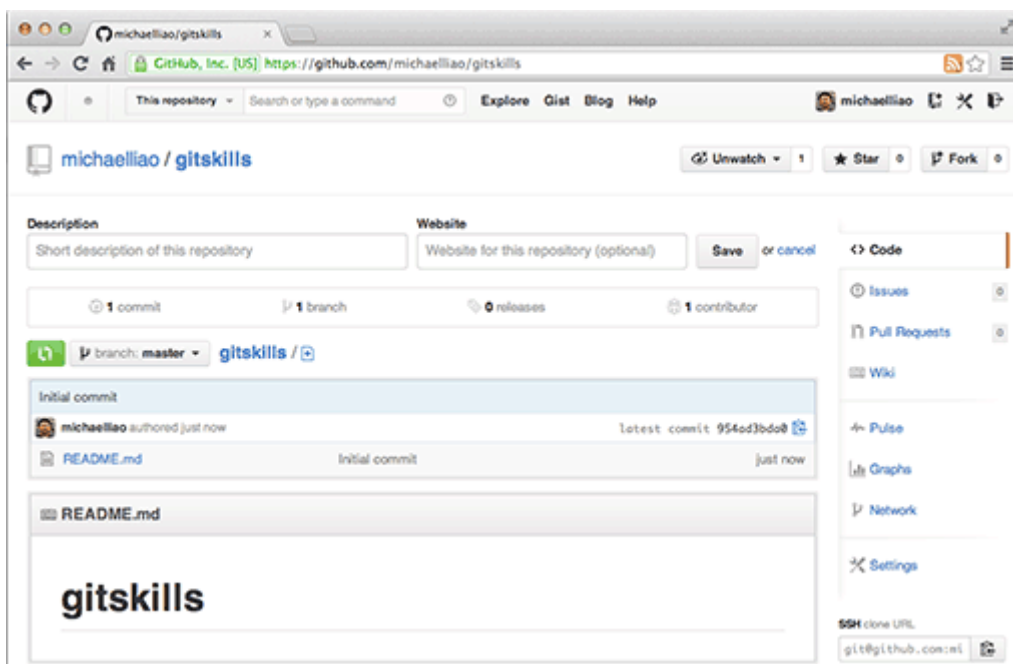 michaelliao/gitskills
GitHub, Inc. [US] https://github.com/michaelliao/gitskills
This repository Search or type a command Explore Gist Blog Help michaelliao
michaelliao / gitskills Unwatch 1 Star 0 Fork 0
Description Website
Short description of this repository Website for this repository (optional) Save or cancel
1 commit 1 branch 0 releases 1 contributor
branch: master gitskills /
Initial commit
michaelliao authored just now latest commit 954ad3bda0
README.md Initial commit just now
README.md
gitskills
Code
Issues 0
Pull Requests 0
Wiki
Pulse
Graphs
Network
Settings
SSH clone URL
git@github.com:mi